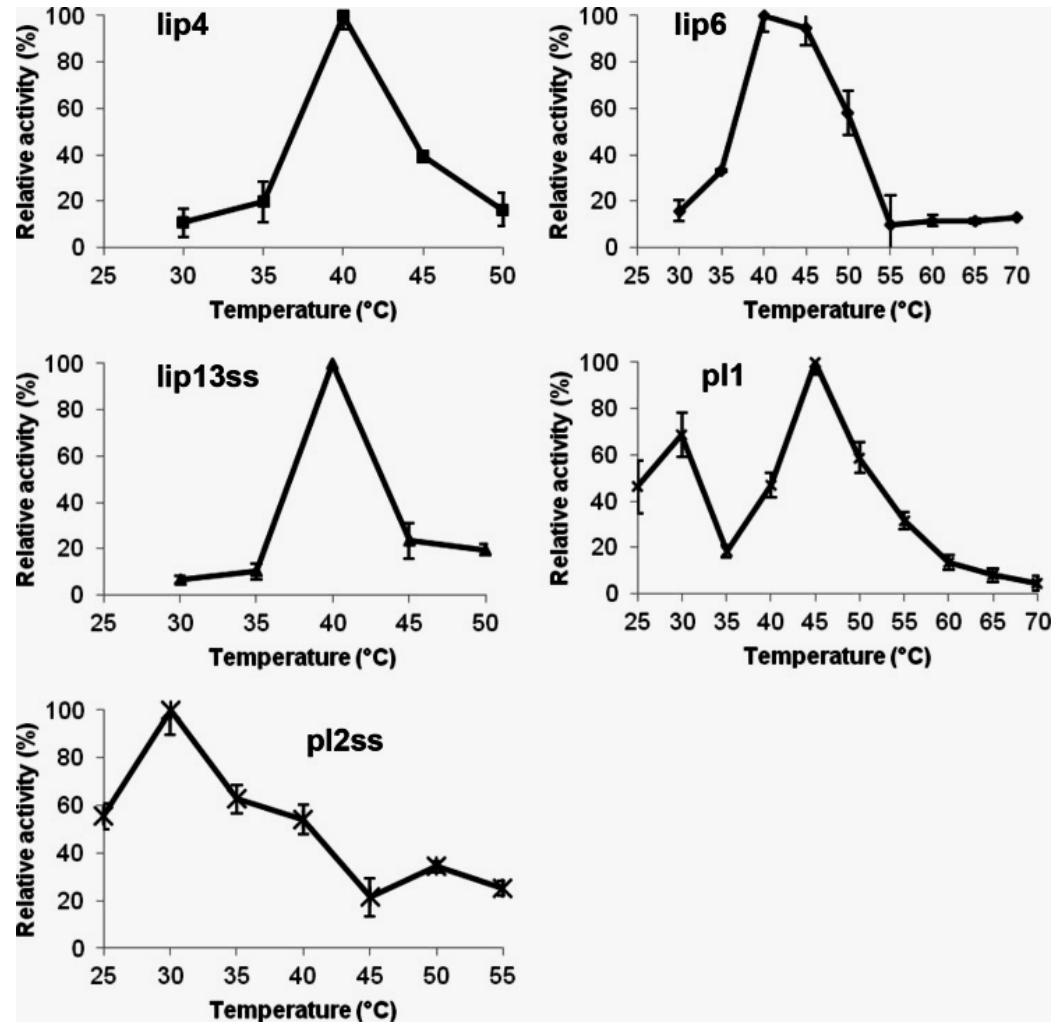 lip4
Relative activity (%)
100
80
60
40
20
0
25 30 35 40 45 50
Temperature (°C)
lip6
Relative activity (%)
100
80
60
40
20
0
25 30 35 40 45 50 55 60 65 70
Temperature (°C)
lip13ss
Relative activity (%)
100
80
60
40
20
0
25 30 35 40 45 50
Temperature (°C)
pl1
Relative activity (%)
100
80
60
40
20
0
25 30 35 40 45 50 55 60 65 70
Temperature (°C)
pl2ss
Relative activity (%)
100
80
60
40
20
0
25 30 35 40 45 50 55
Temperature (°C)